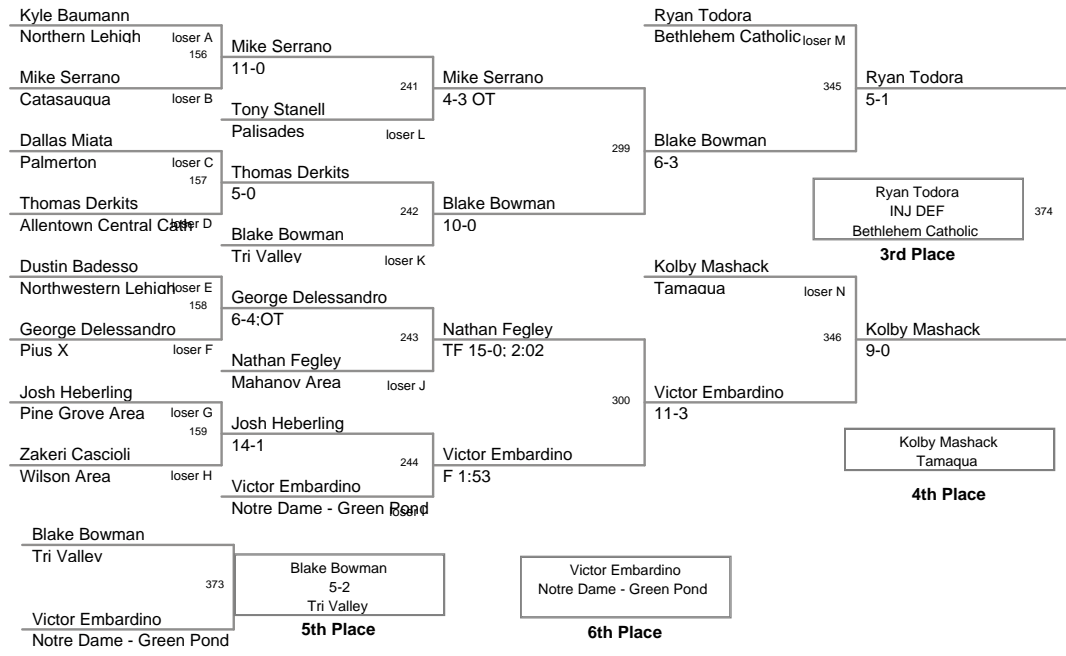 Kyle Baumann
Northern Lehigh
loser A
156
Mike Serrano
Catasauqua
loser B
Dallas Miata
Palmerton
loser C
157
Thomas Derkits
Allentown Central Cath
loser D
Dustin Badesso
Northwestern Lehigh
loser E
158
George Delessandro
Pius X
loser F
Josh Heberling
Pine Grove Area
loser G
159
Zakeri Cascioli
Wilson Area
loser H
Mike Serrano
11-0
241
Tony Stanell
Palisades
loser L
Thomas Derkits
5-0
242
Blake Bowman
Tri Valley
loser K
George Delessandro
6-4;OT
243
Nathan Fegley
Mahanoy Area
loser J
Josh Heberling
14-1
244
Victor Embardino
Notre Dame - Green Pond
loser I
Mike Serrano
4-3 OT
299
Blake Bowman
10-0
Nathan Fegley
TF 15-0; 2:02
300
Victor Embardino
F 1:53
Ryan Todora
Bethlehem Catholic
loser M
345
Blake Bowman
6-3
Kolby Mashack
Tamaqua
loser N
346
Victor Embardino
11-3
Ryan Todora
5-1
Ryan Todora
INJ DEF
Bethlehem Catholic
374
3rd Place
Kolby Mashack
9-0
Kolby Mashack
Tamaqua
4th Place
Blake Bowman
Tri Valley
373
Victor Embardino
Notre Dame - Green Pond
Blake Bowman
5-2
Tri Valley
5th Place
Victor Embardino
Notre Dame - Green Pond
6th Place